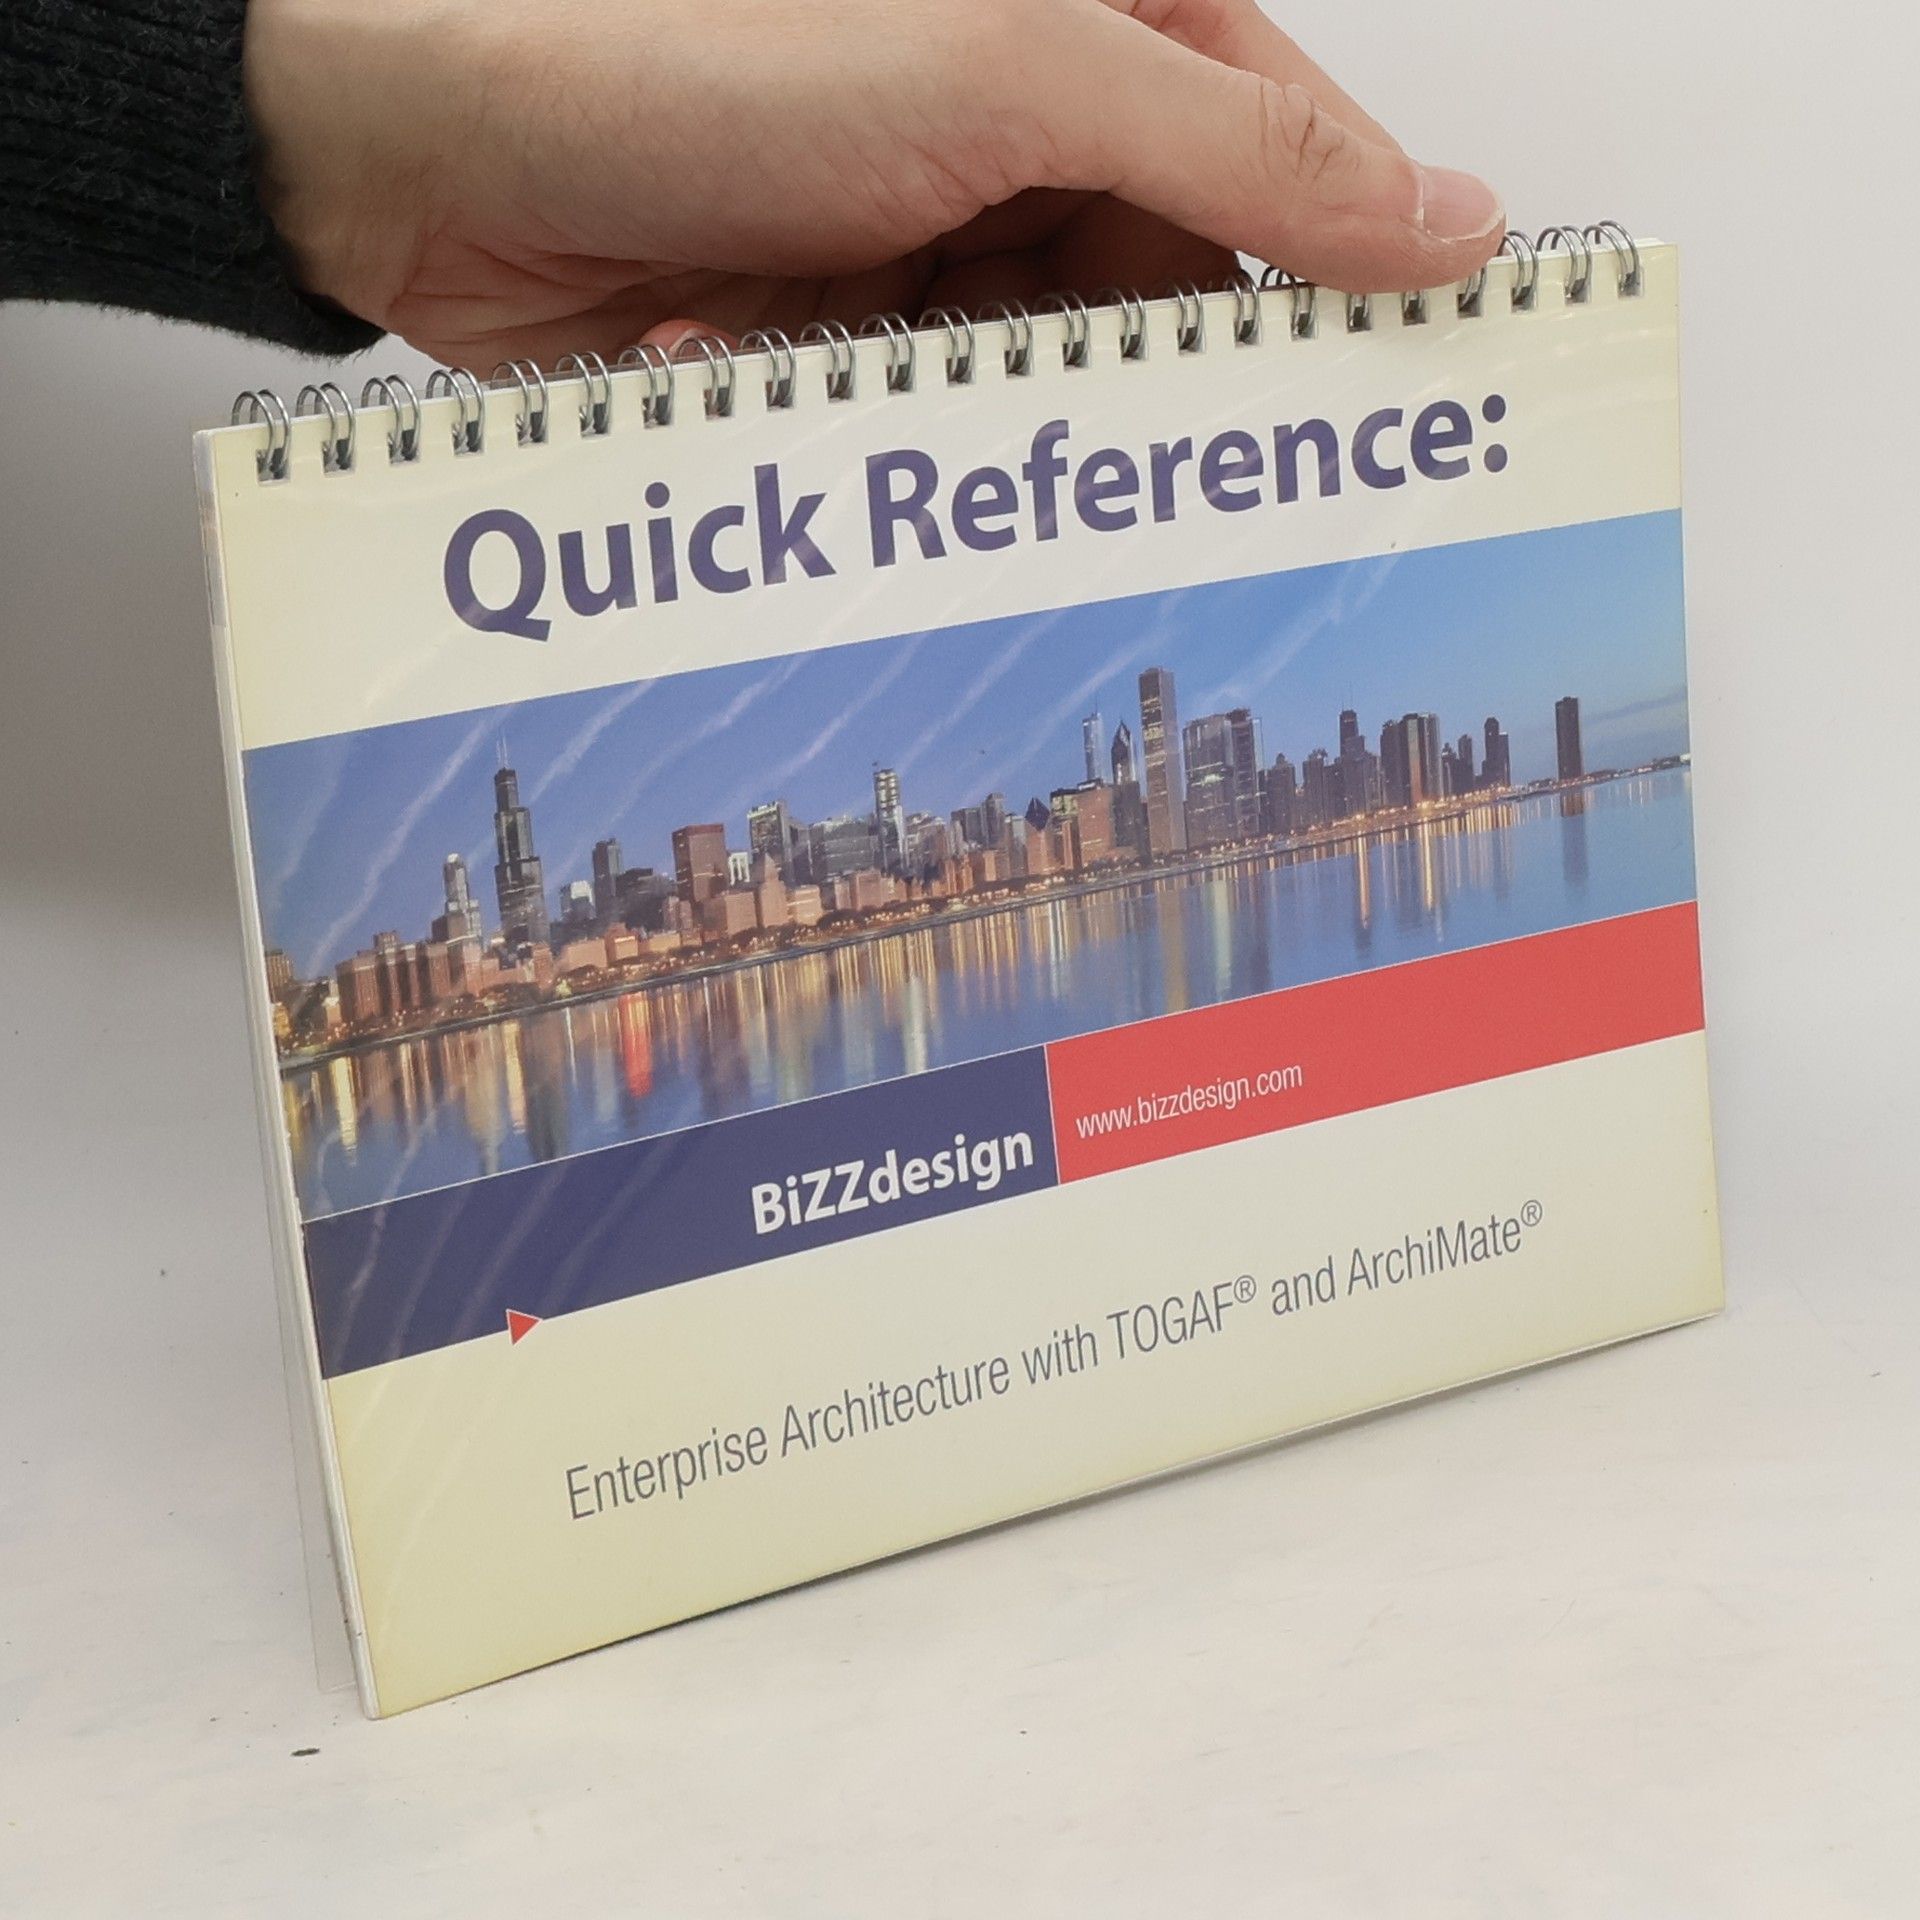 Quick Reference:
BiZZdesign
www.bizzdesign.com
Enterprise Architecture with TOGAF® and ArchiMate®